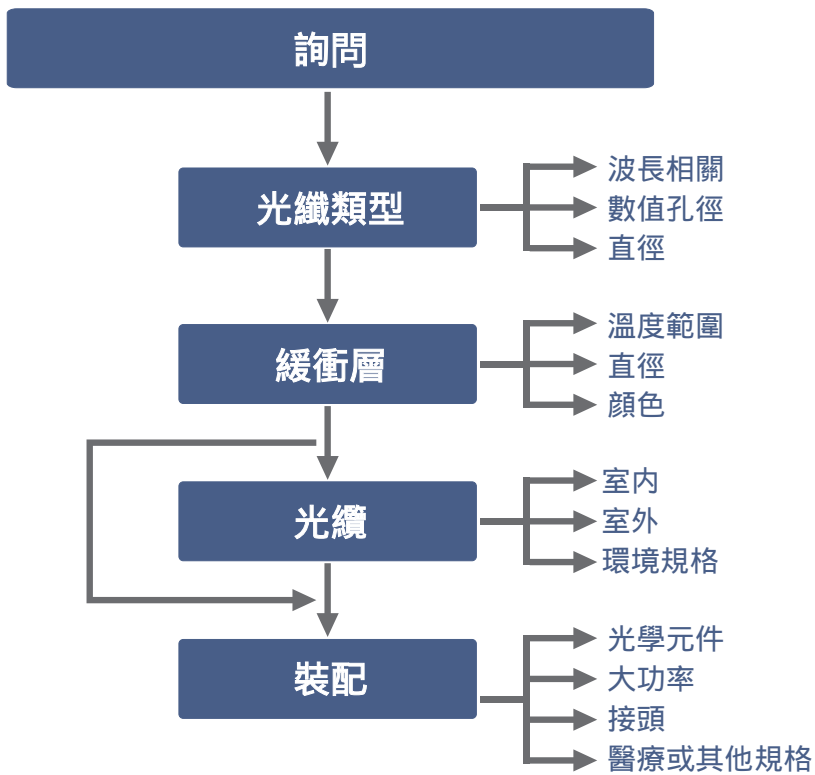 詢問
光纖類型
波長相關
數值孔徑
直徑
緩衝層
溫度範圍
直徑
顏色
光纜
室内
室外
環境規格
裝配
光學元件
大功率
接頭
醫療或其他規格